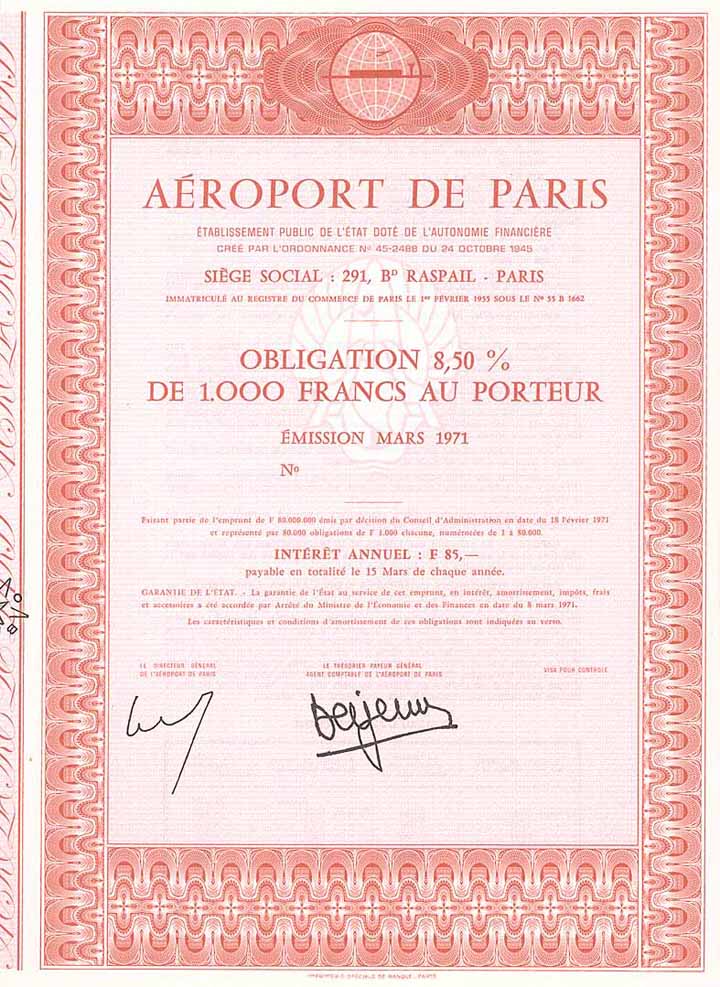 AÉROPORT DE PARIS
ÉTABLISSEMENT PUBLIC DE L'ÉTAT DOTÉ DE L'AUTONOMIE FINANCIÈRE
CRÉÉ PAR L'ORDONNANCE Nº 45-2488 DU 24 OCTOBRE 1945
SIÈGE SOCIAL : 291, Bᴰ RASPAIL - PARIS
IMMATRICULÉ AU REGISTRE DU COMMERCE DE PARIS LE 1ᵉʳ FÉVRIER 1955 SOUS LE Nº 55 B 1662
OBLIGATION 8,50 %
DE 1.000 FRANCS AU PORTEUR
ÉMISSION MARS 1971
Nº
Faisant partie de l'emprunt de F 80.000.000 émis par décision du Conseil d'Administration en date du 18 Février 1971
et représenté par 80.000 obligations de F 1.000 chacune, numérotées de 1 à 80.000.
INTÉRÊT ANNUEL : F 85,—
payable en totalité le 15 Mars de chaque année.
GARANTIE DE L'ÉTAT. - La garantie de l'État au service de cet emprunt, en intérêt, amortissement, impôts, frais
et accessoires a été accordée par Arrêté du Ministre de l'Économie et des Finances en date du 8 mars 1971.
Les caractéristiques et conditions d'amortissement de ces obligations sont indiquées au verso.
LE DIRECTEUR GÉNÉRAL
DE L'AÉROPORT DE PARIS
LE TRÉSORIER PAYEUR GÉNÉRAL
AGENT COMPTABLE DE L'AÉROPORT DE PARIS
VISA POUR CONTRÔLE
IMPRIMERIE SPÉCIALE DE BANQUE - PARIS